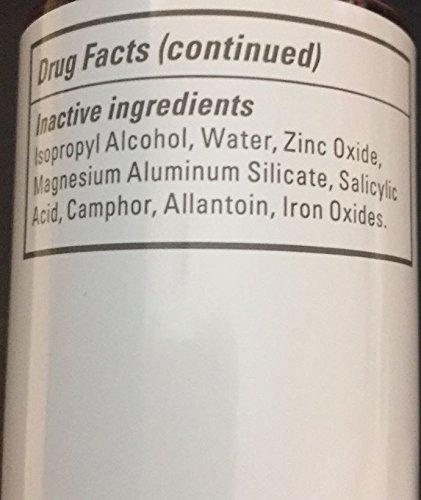 Drug Facts (continued)
Inactive ingredients
Isopropyl Alcohol, Water, Zinc Oxide,
Magnesium Aluminum Silicate, Salicylic
Acid, Camphor, Allantoin, Iron Oxides.